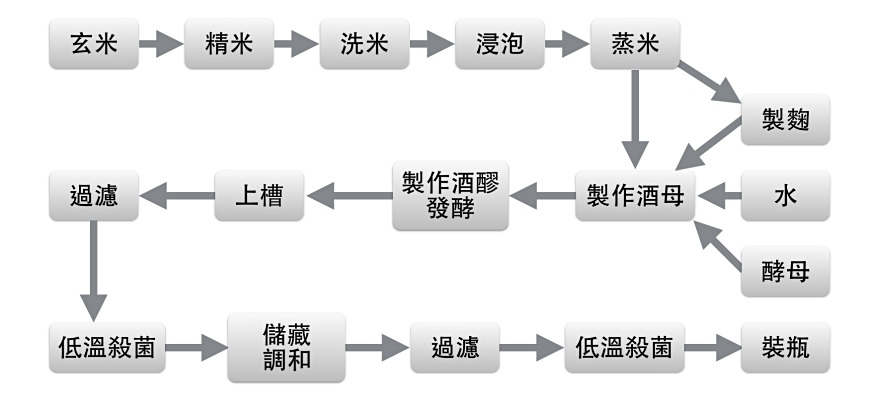 玄米
精米
洗米
浸泡
蒸米
製麴
水
酵母
製作酒母
製作酒醪
發酵
上槽
過濾
低溫殺菌
儲藏
調和
過濾
低溫殺菌
裝瓶